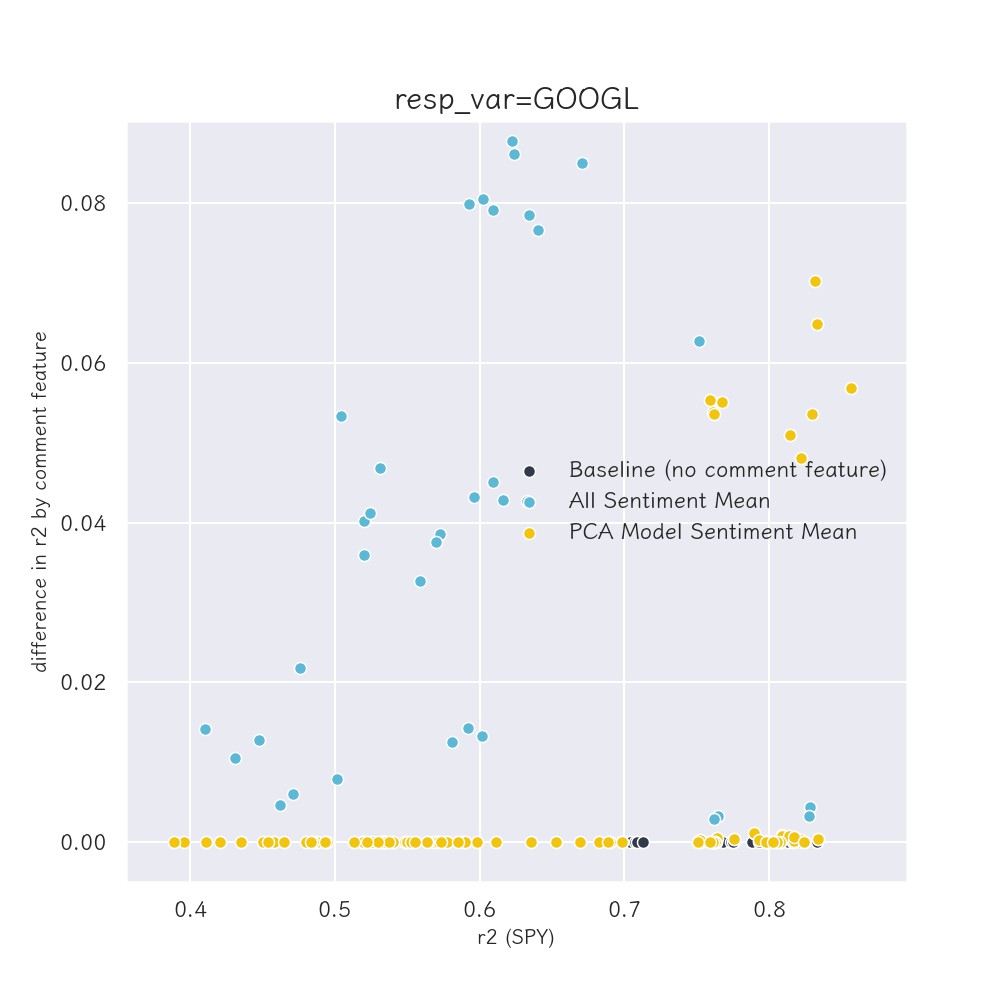 resp_var=GOOGL
0.08
0.06
0.04
0.02
0.00
difference in r2 by comment feature
Baseline (no comment feature)
All Sentiment Mean
PCA Model Sentiment Mean
0.4 0.5 0.6 0.7 0.8
r2 (SPY)